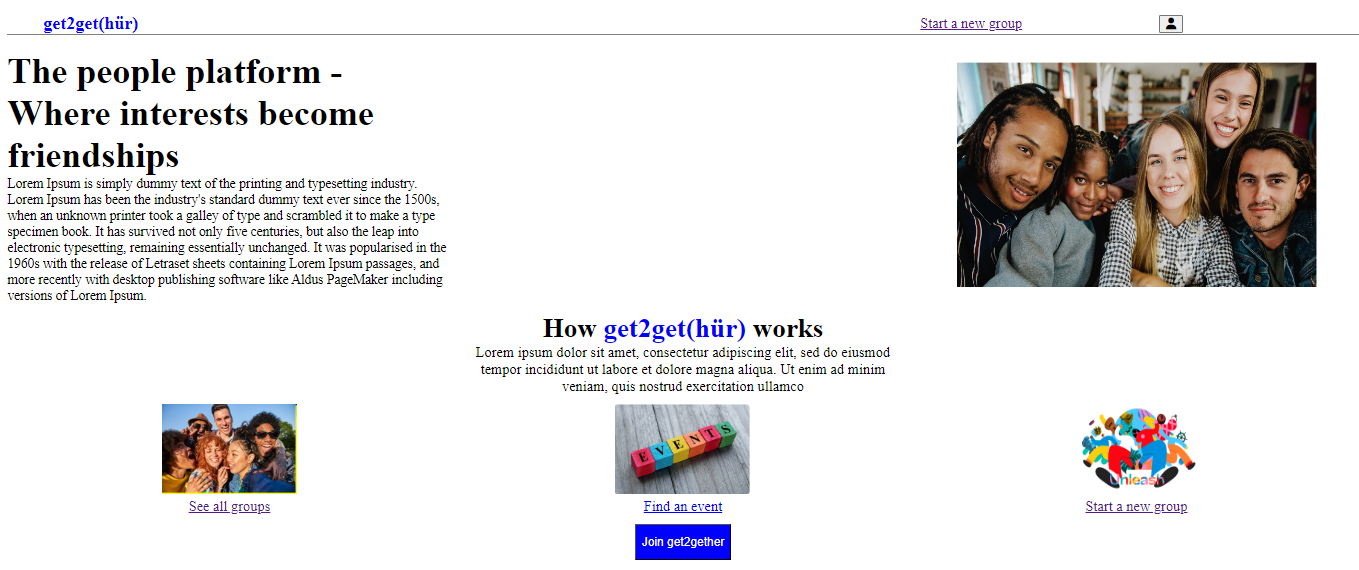 get2get(hür)
Start a new group
The people platform -
Where interests become
friendships
Lorem Ipsum is simply dummy text of the printing and typesetting industry.
Lorem Ipsum has been the industry's standard dummy text ever since the 1500s,
when an unknown printer took a galley of type and scrambled it to make a type
specimen book. It has survived not only five centuries, but also the leap into
electronic typesetting, remaining essentially unchanged. It was popularised in the
1960s with the release of Letraset sheets containing Lorem Ipsum passages, and
more recently with desktop publishing software like Aldus PageMaker including
versions of Lorem Ipsum.
How get2get(hür) works
Lorem ipsum dolor sit amet, consectetur adipiscing elit, sed do eiusmod
tempor incididunt ut labore et dolore magna aliqua. Ut enim ad minim
veniam, quis nostrud exercitation ullamco
EVENTS
Unleash
See all groups
Find an event
Start a new group
Join get2gether